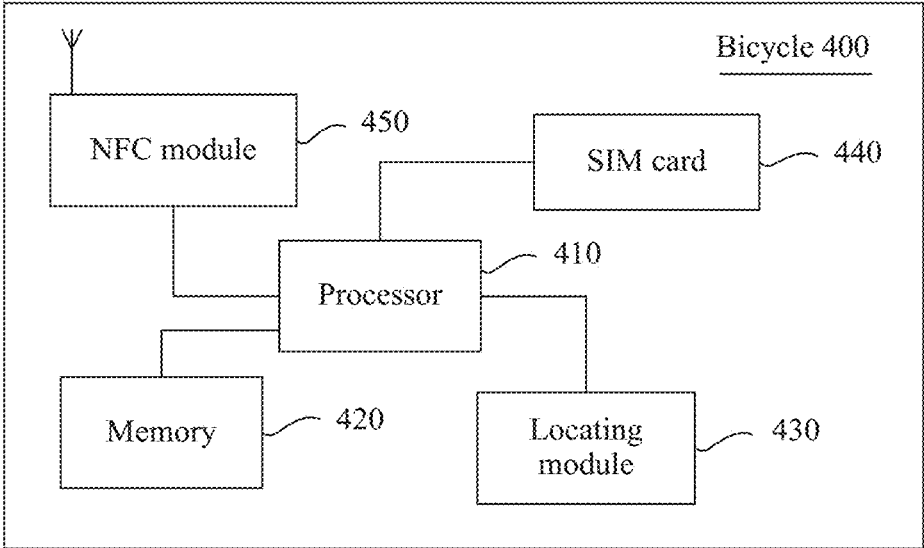 Bicycle 400
NFC module
450
SIM card
440
Processor
410
Memory
420
Locating
module
430